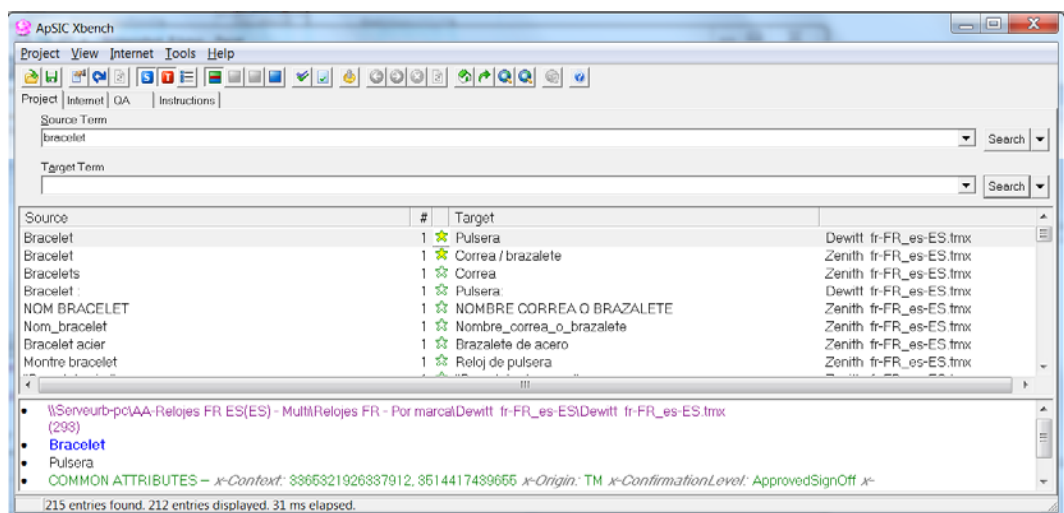 ApSIC Xbench
Project View Internet Tools Help
Project Internet QA Instructions
Source Term
bracelet
Search
Target Term
Search
Source # Target
Bracelet 1 Pulsera Dewitt fr-FR_es-ES.tmx
Bracelet 1 Correa / brazalete Zenith fr-FR_es-ES.tmx
Bracelets 1 Correa Zenith fr-FR_es-ES.tmx
Bracelet : 1 Pulsera: Dewitt fr-FR_es-ES.tmx
NOM BRACELET 1 NOMBRE CORREA O BRAZALETE Zenith fr-FR_es-ES.tmx
Nom_bracelet 1 Nombre_correa_o_brazalete Zenith fr-FR_es-ES.tmx
Bracelet acier 1 Brazalete de acero Zenith fr-FR_es-ES.tmx
Montre bracelet 1 Reloj de pulsera Zenith fr-FR_es-ES.tmx
\\Serveurb-pc\AA-Relojes FR ES(ES) - Multi\Relojes FR - Por marca\Dewitt fr-FR_es-ES\Dewitt fr-FR_es-ES.tmx
(293)
Bracelet
Pulsera
COMMON ATTRIBUTES – x-Context: 3365321926337912, 3514417439655 x-Origin: TM x-ConfirmationLevel: ApprovedSignOff x-
215 entries found. 212 entries displayed. 31 ms elapsed.